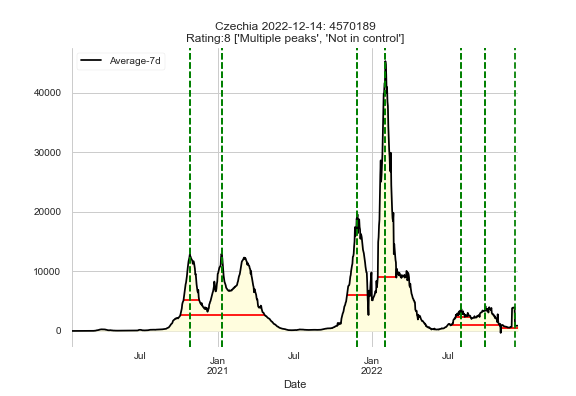 Czechia 2022-12-14: 4570189
Rating:8 ['Multiple peaks', 'Not in control']
Average-7d
40000
30000
20000
10000
0
Jul
Jan
2021
Jul
Jan
2022
Jul
Date